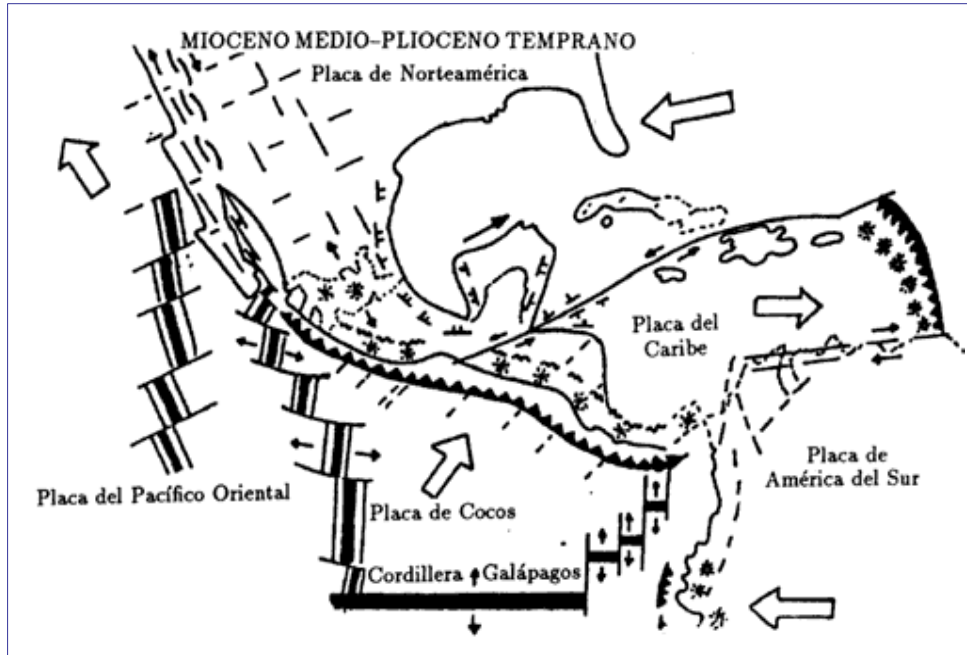 MIOCENO MEDIO-PLIOCENO TEMPRANO
Placa de Norteamérica
Placa del
Caribe
Placa de
América del Sur
Placa del Pacífico Oriental
Placa de Cocos
Cordillera Galápagos